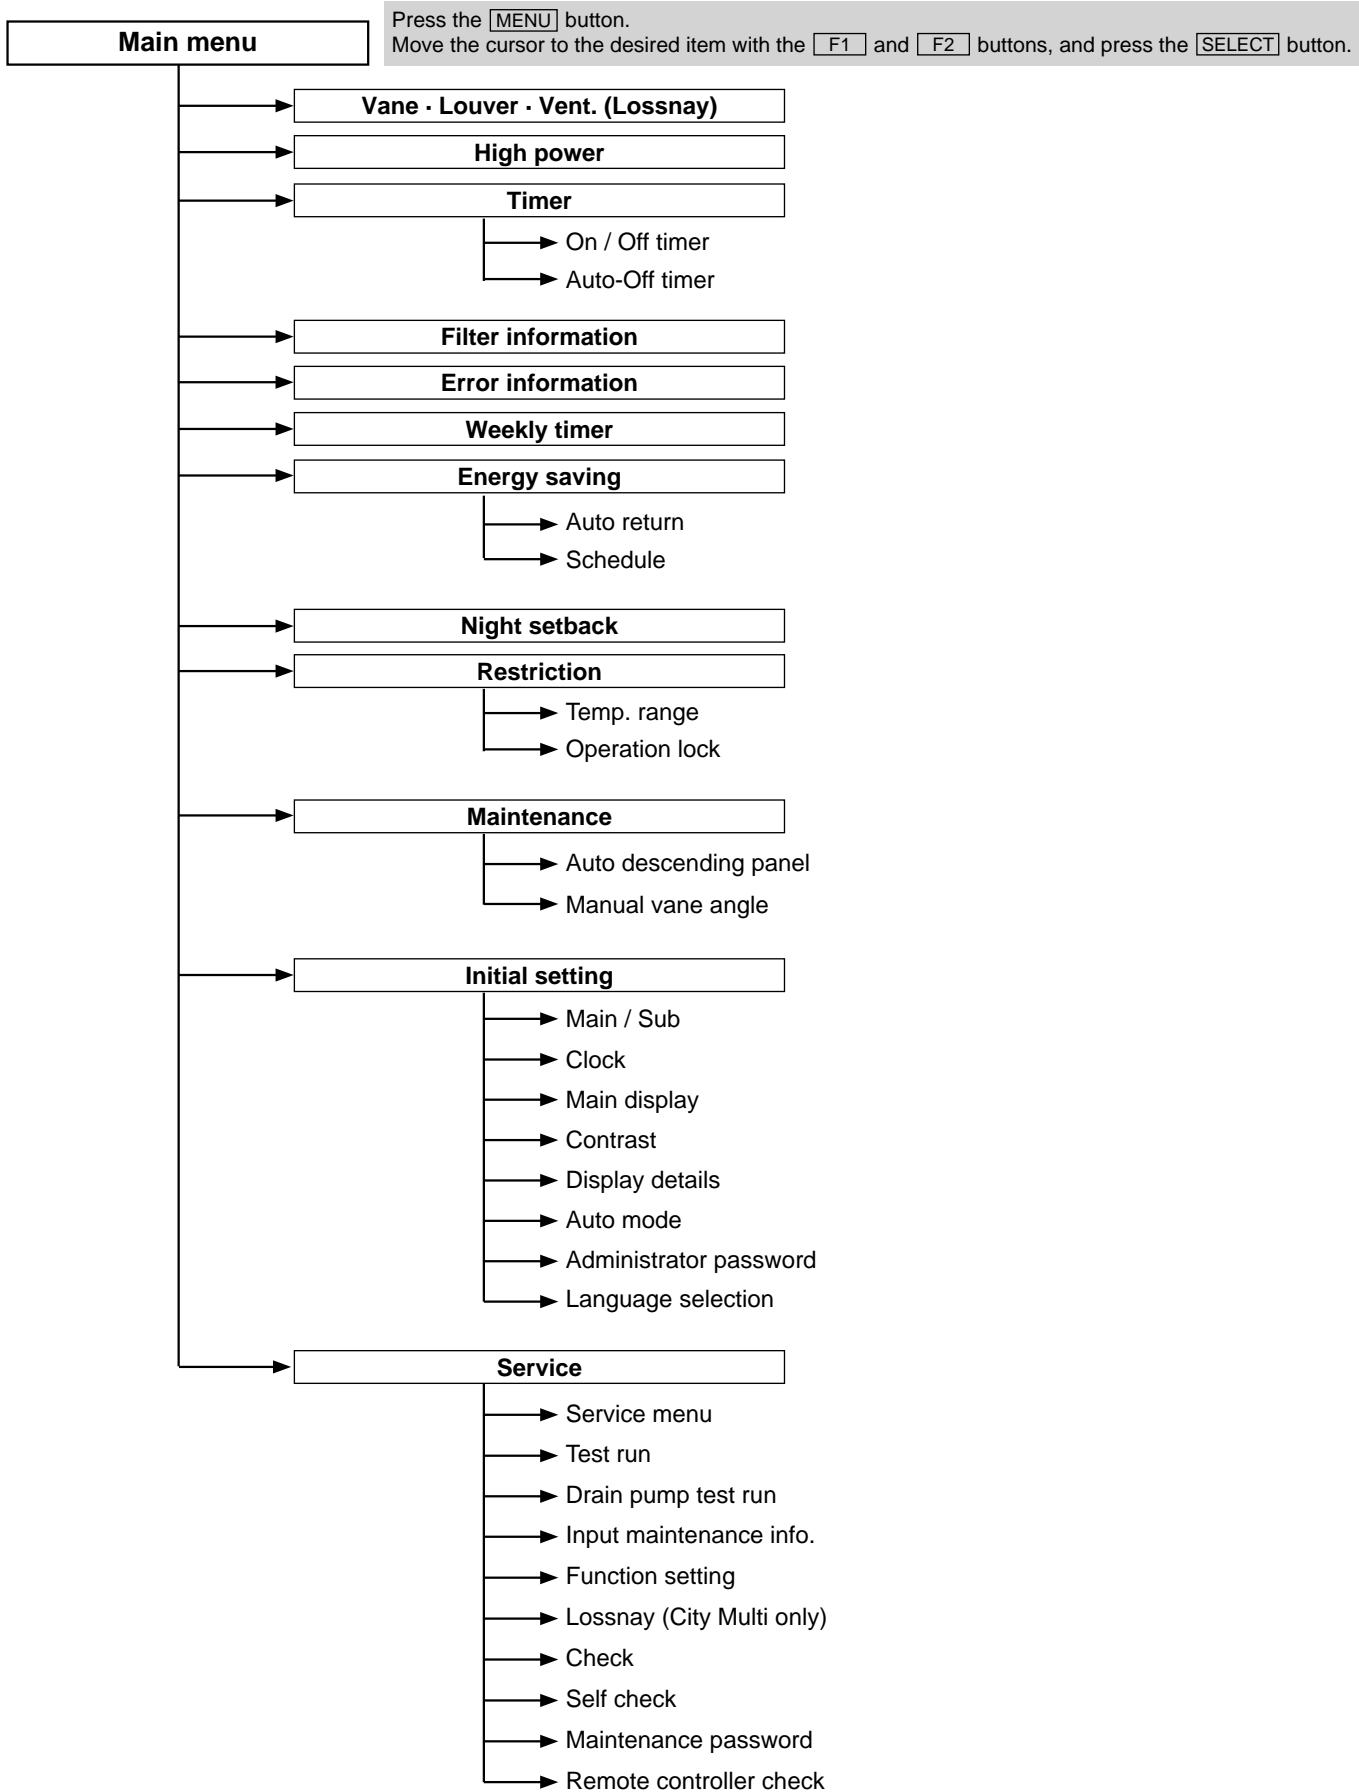 Main menu
Press the MENU button.
Move the cursor to the desired item with the F1 and F2 buttons, and press the SELECT button.
Vane · Louver · Vent. (Lossnay)
High power
Timer
On / Off timer
Auto-Off timer
Filter information
Error information
Weekly timer
Energy saving
Auto return
Schedule
Night setback
Restriction
Temp. range
Operation lock
Maintenance
Auto descending panel
Manual vane angle
Initial setting
Main / Sub
Clock
Main display
Contrast
Display details
Auto mode
Administrator password
Language selection
Service
Service menu
Test run
Drain pump test run
Input maintenance info.
Function setting
Lossnay (City Multi only)
Check
Self check
Maintenance password
Remote controller check